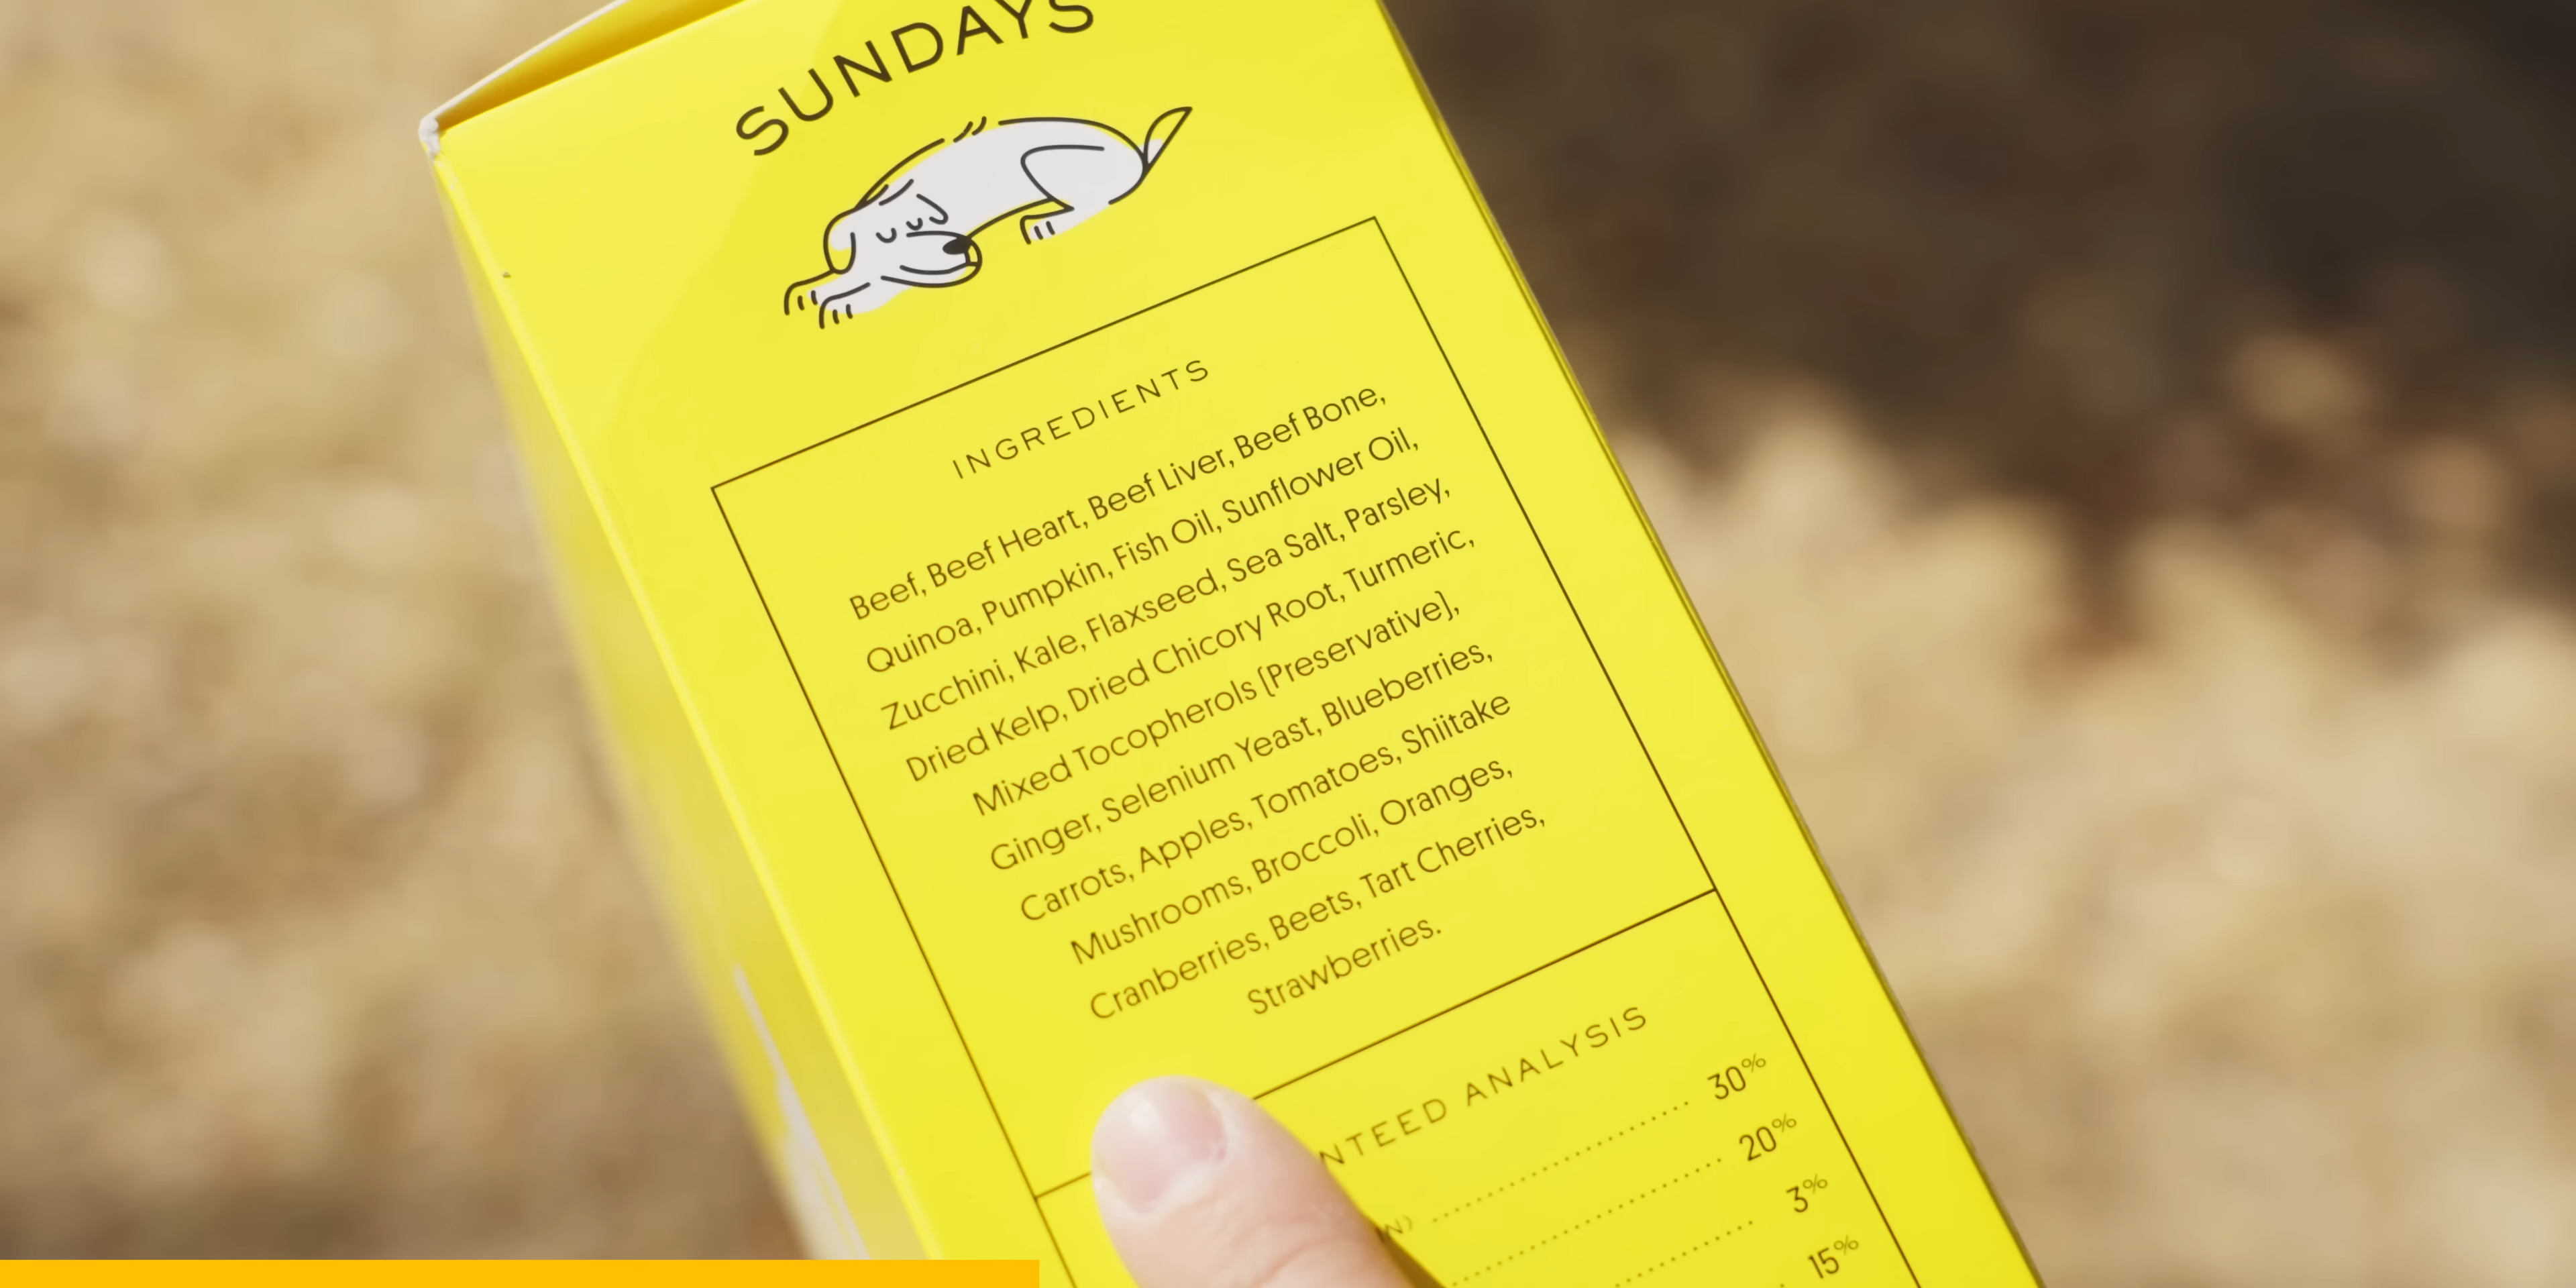 SUNDAYS
INGREDIENTS
Beef, Beef Heart, Beef Liver, Beef Bone,
Quinoa, Pumpkin, Fish Oil, Sunflower Oil,
Zucchini, Kale, Flaxseed, Sea Salt, Parsley,
Dried Kelp, Dried Chicory Root, Turmeric,
Mixed Tocopherols [Preservative],
Ginger, Selenium Yeast, Blueberries,
Carrots, Apples, Tomatoes, Shiitake
Mushrooms, Broccoli, Oranges,
Cranberries, Beets, Tart Cherries,
Strawberries.
ANALYSIS
30%
20%
3%
15%